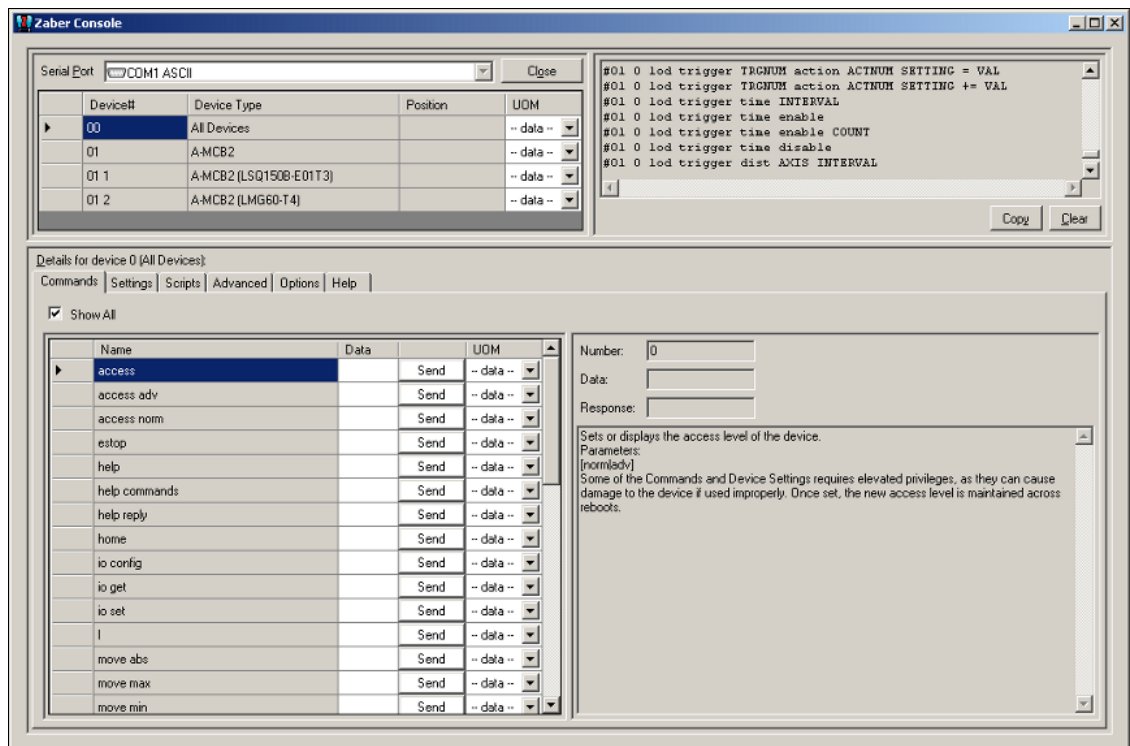 Zaber Console
Serial Port COM1 ASCII Close
Device# Device Type Position UOM
00 All Devices -- data --
01 A-MCB2 -- data --
01 1 A-MCB2 (LSQ150B-E01T3) -- data --
01 2 A-MCB2 (LMG60-T4) -- data --
#01 0 lod trigger TRGNUM action ACTNUM SETTING = VAL
#01 0 lod trigger TRGNUM action ACTNUM SETTING += VAL
#01 0 lod trigger time INTERVAL
#01 0 lod trigger time enable
#01 0 lod trigger time enable COUNT
#01 0 lod trigger time disable
#01 0 lod trigger dist AXIS INTERVAL
Copy Clear
Details for device 0 (All Devices):
Commands Settings Scripts Advanced Options Help
Show All
Name Data UOM
access Send -- data --
access adv Send -- data --
access norm Send -- data --
estop Send -- data --
help Send -- data --
help commands Send -- data --
help reply Send -- data --
home Send -- data --
io config Send -- data --
io get Send -- data --
io set Send -- data --
l Send -- data --
move abs Send -- data --
move max Send -- data --
move min Send -- data --
Number: 0
Data:
Response:
Sets or displays the access level of the device.
Parameters:
[norm|adv]
Some of the Commands and Device Settings requires elevated privileges, as they can cause
damage to the device if used improperly. Once set, the new access level is maintained across
reboots.